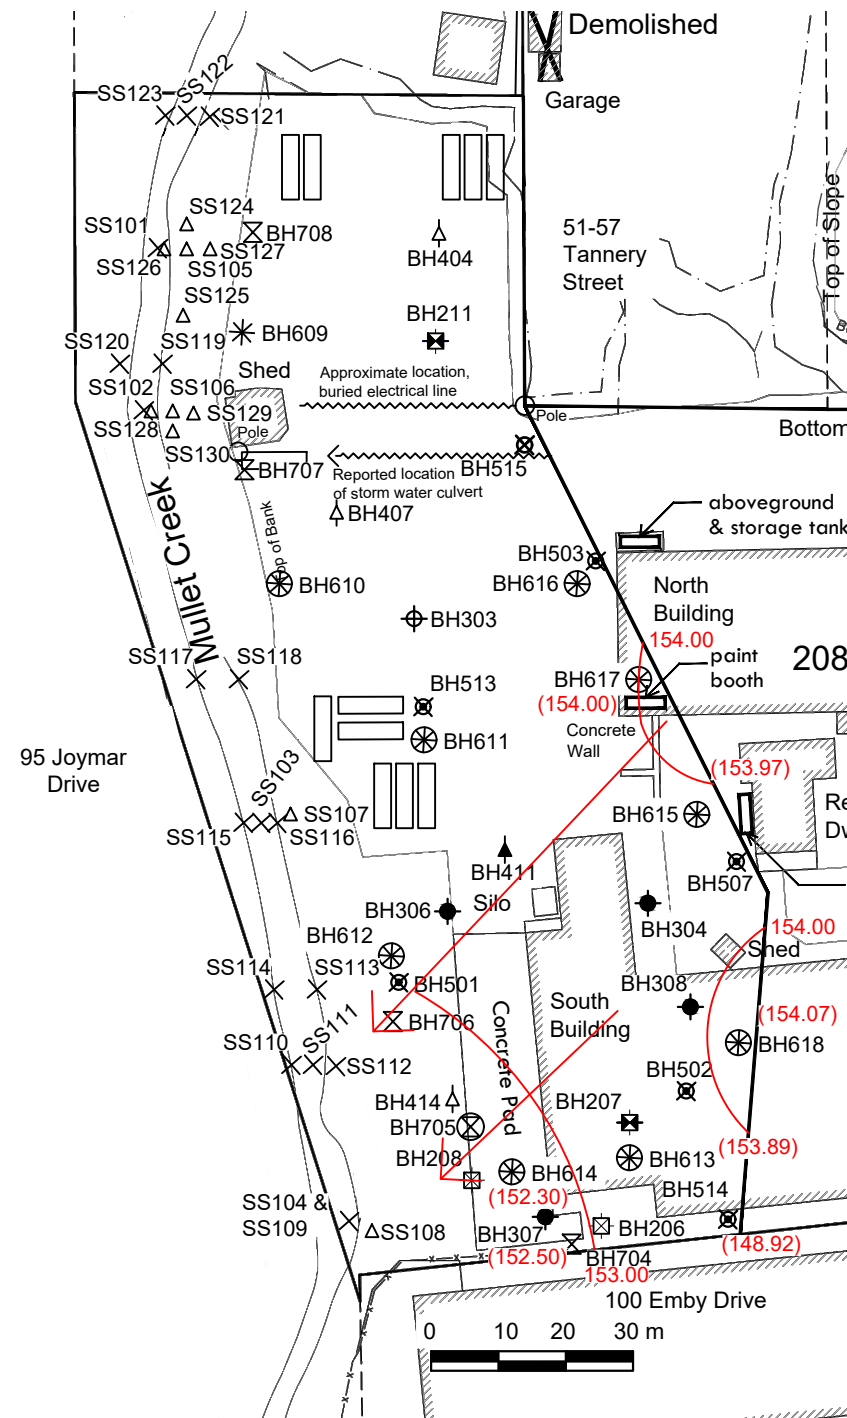 Demolished
Garage
SS122
SS123
SS121
Top of Slope
SS124
SS101
BH708
51-57
Tannery
Street
SS127
SS126
SS105
BH404
SS125
BH211
BH609
SS120
SS119
Shed
Approximate location,
buried electrical line
SS102
SS106
SS129
Pole
SS128
Pole
Bottom
SS130
BH707
Reported location
of storm water culvert
BH515
Mullet Creek
Top of Bank
BH407
aboveground
& storage tank
BH503
BH610
BH616
North
Building
BH303
154.00
SS117
SS118
paint
booth
208
BH617
BH513
(154.00)
Concrete
Wall
BH611
95 Joymar
Drive
(153.97)
SS103
SS107
Re
Dw
SS115
SS116
BH615
BH411
BH507
Silo
BH306
BH304
154.00
BH612
Shed
SS114
SS113
BH501
BH308
South
Building
(154.07)
BH706
Concrete Pad
SS111
SS110
BH618
SS112
BH502
BH414
BH207
BH705
(153.89)
BH208
BH613
BH614
BH514
(152.30)
SS104 &
SS109
SS108
BH307
BH206
(148.92)
(152.50)
BH704
153.00
100 Emby Drive
0 10 20 30 m